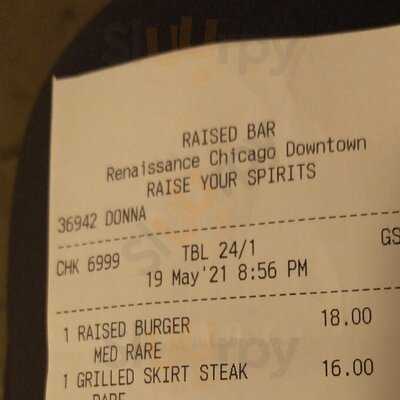 RAISED BAR
Renaissance Chicago Downtown
RAISE YOUR SPIRITS
36942 DONNA
CHK 6999 TBL 24/1 GS
19 May'21 8:56 PM
1 RAISED BURGER 18.00
MED RARE
1 GRILLED SKIRT STEAK 16.00
RARE